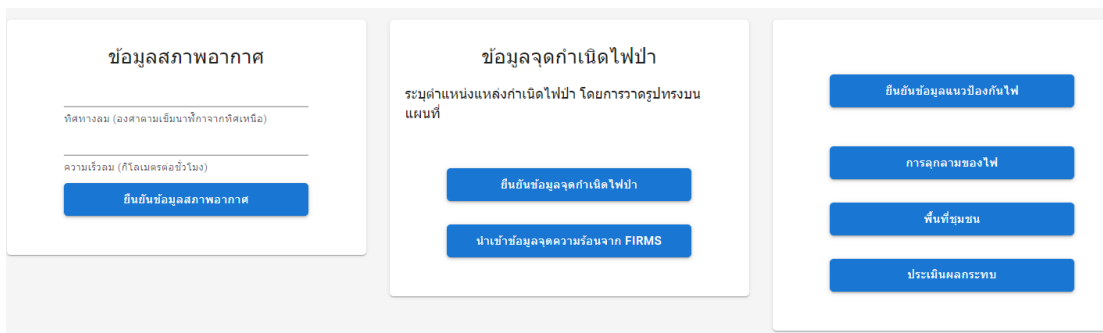 ข้อมูลสภาพอากาศ
ทิศทางลม (องศาตามเข็มนาฬิกาจากทิศเหนือ)
ความเร็วลม (กิโลเมตรต่อชั่วโมง)
ยืนยันข้อมูลสภาพอากาศ
ข้อมูลจุดกำเนิดไฟป่า
ระบุตำแหน่งแหล่งกำเนิดไฟป่า โดยการวาดรูปทรงบน
แผนที่
ยืนยันข้อมูลจุดกำเนิดไฟป่า
นำเข้าข้อมูลจุดความร้อนจาก FIRMS
ยืนยันข้อมูลแนวป้องกันไฟ
การลุกลามของไฟ
พื้นที่ชุมชน
ประเมินผลกระทบ